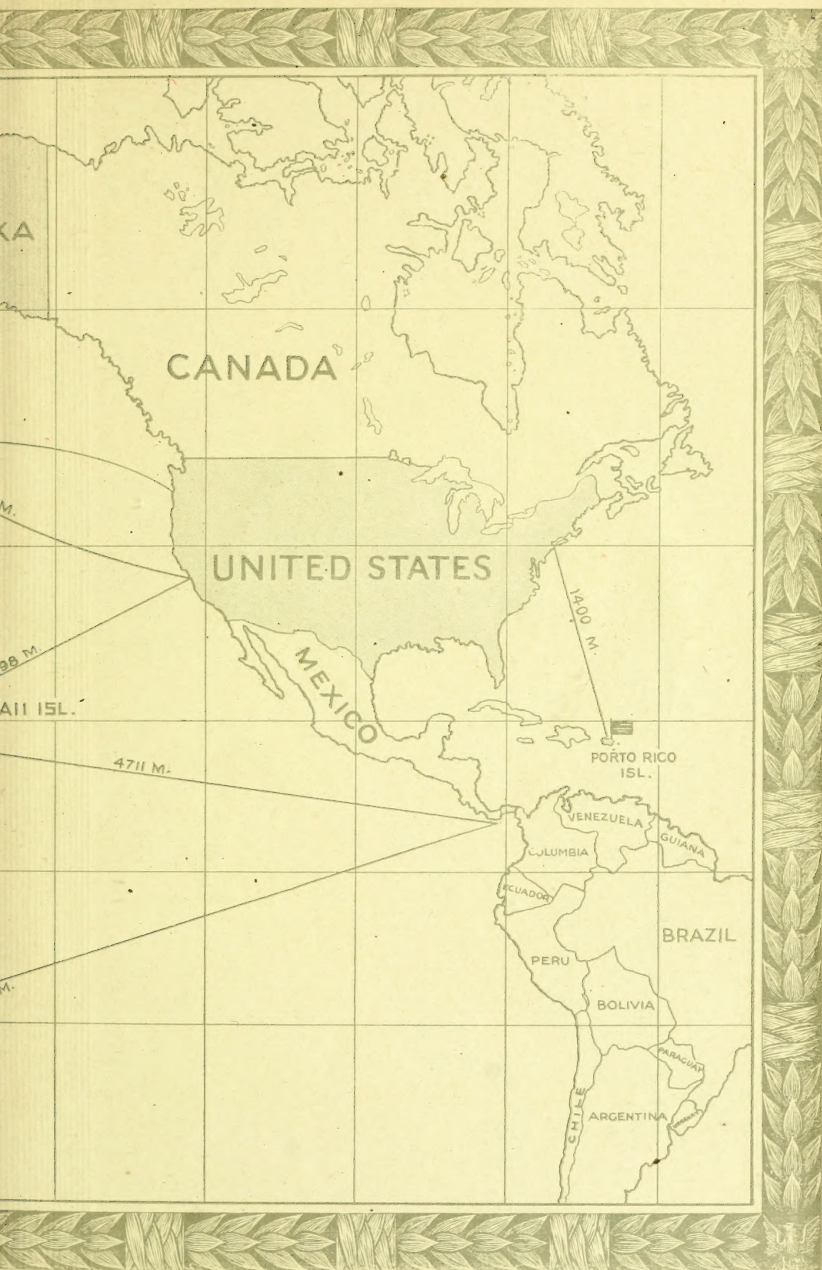 KA
CANADA
M.
UNITED STATES
1400 M.
98 M.
MEXICO
AII ISL.
PORTO RICO
ISL.
4711 M.
VENEZUELA
GUIANA
COLUMBIA
ECUADOR
BRAZIL
PERU
M.
BOLIVIA
PARAGUAY
CHILE
ARGENTINA